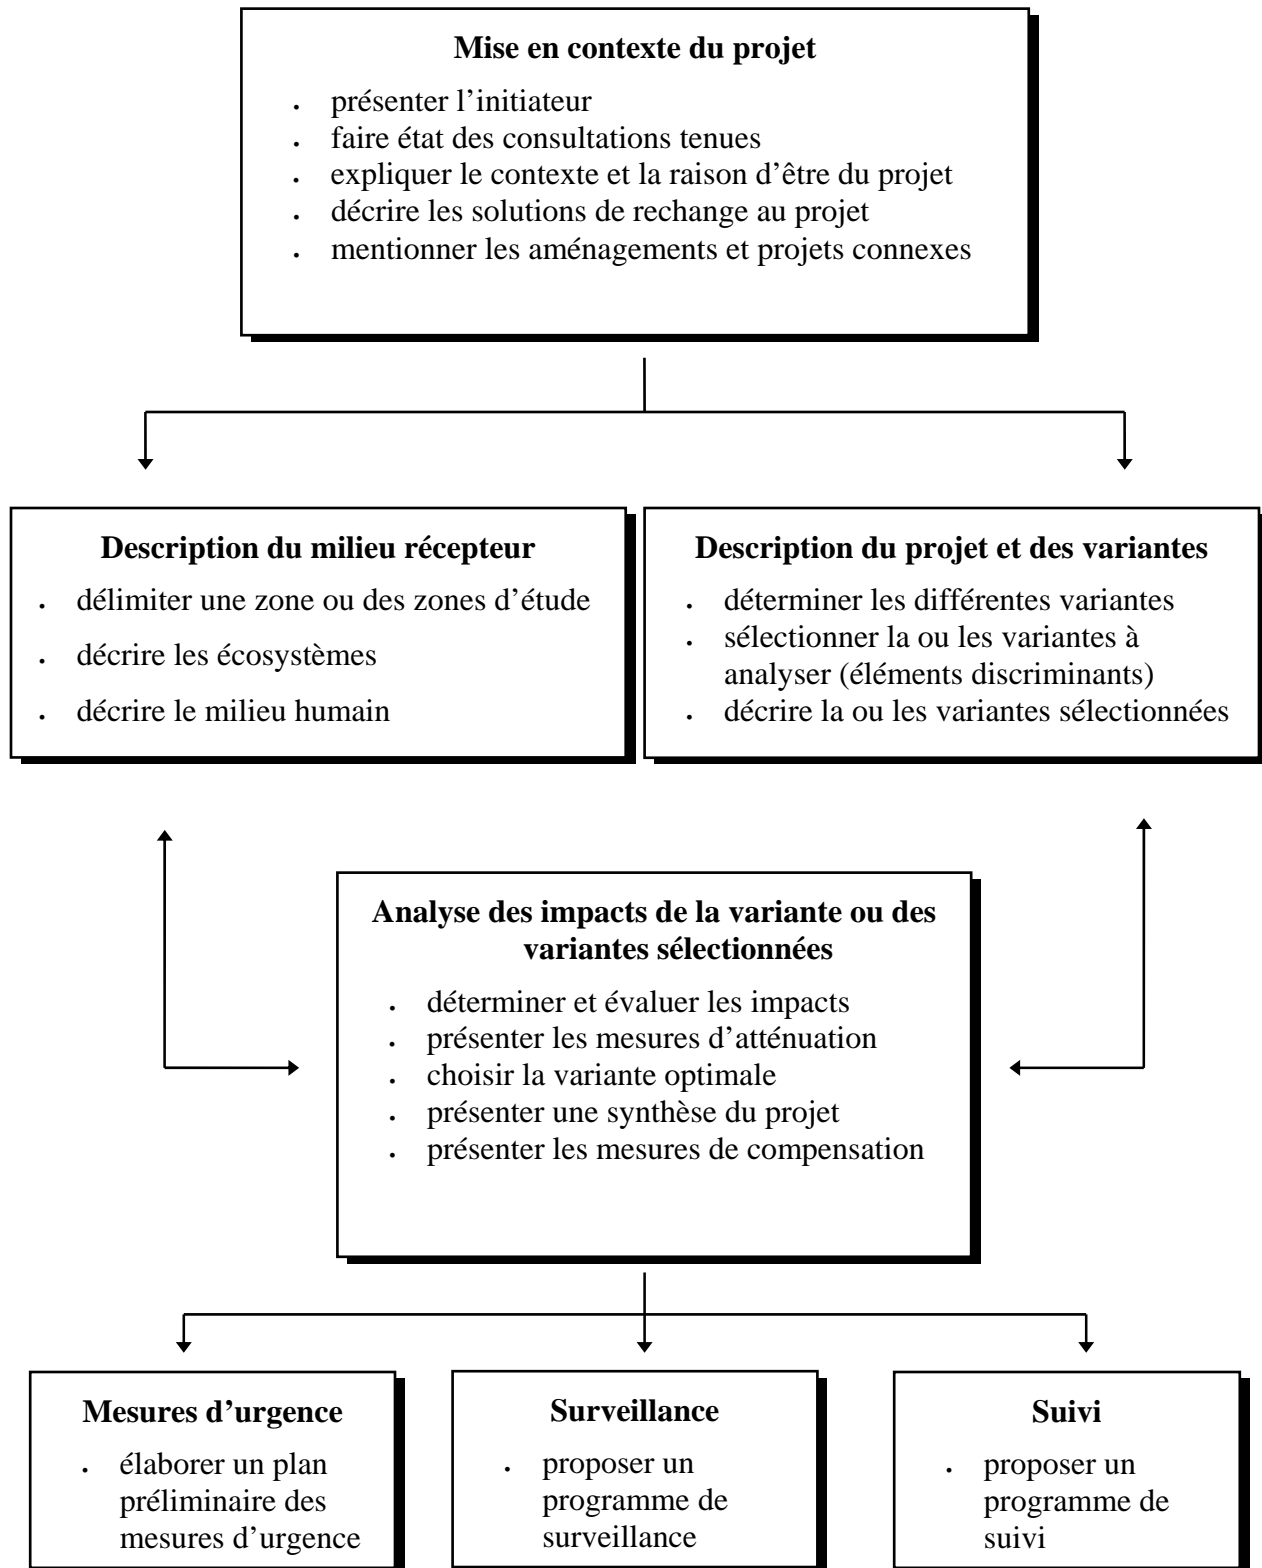 Mise en contexte du projet
• présenter l’initiateur
• faire état des consultations tenues
• expliquer le contexte et la raison d’être du projet
• décrire les solutions de rechange au projet
• mentionner les aménagements et projets connexes
Description du milieu récepteur
• délimiter une zone ou des zones d’étude
• décrire les écosystèmes
• décrire le milieu humain
Description du projet et des variantes
• déterminer les différentes variantes
• sélectionner la ou les variantes à
analyser (éléments discriminants)
• décrire la ou les variantes sélectionnées
Analyse des impacts de la variante ou des
variantes sélectionnées
• déterminer et évaluer les impacts
• présenter les mesures d’atténuation
• choisir la variante optimale
• présenter une synthèse du projet
• présenter les mesures de compensation
Mesures d’urgence
• élaborer un plan
préliminaire des
mesures d’urgence
Surveillance
• proposer un
programme de
surveillance
Suivi
• proposer un
programme de
suivi